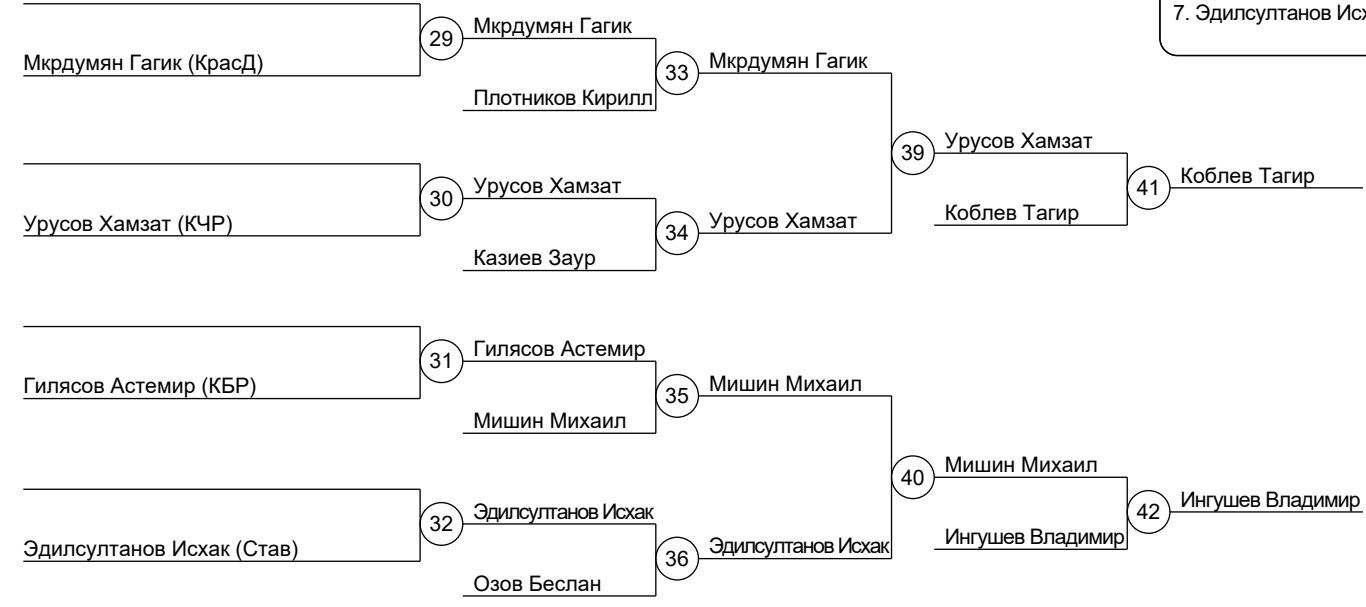 7. Эдилсултанов
29
Мкрдумян Гагик
Мкрдумян Гагик (КрасД)
33
Мкрдумян Гагик
Плотников Кирилл
39
Урусов Хамзат
30
Урусов Хамзат
41
Коблев Тагир
Урусов Хамзат (КЧР)
34
Урусов Хамзат
Коблев Тагир
Казиев Заур
31
Гилясов Астемир
Гилясов Астемир (КБР)
35
Мишин Михаил
Мишин Михаил
40
Мишин Михаил
32
Эдилсултанов Исхак
42
Ингушев Владимир
Эдилсултанов Исхак (Став)
36
Эдилсултанов Исхак
Ингушев Владимир
Озов Беслан